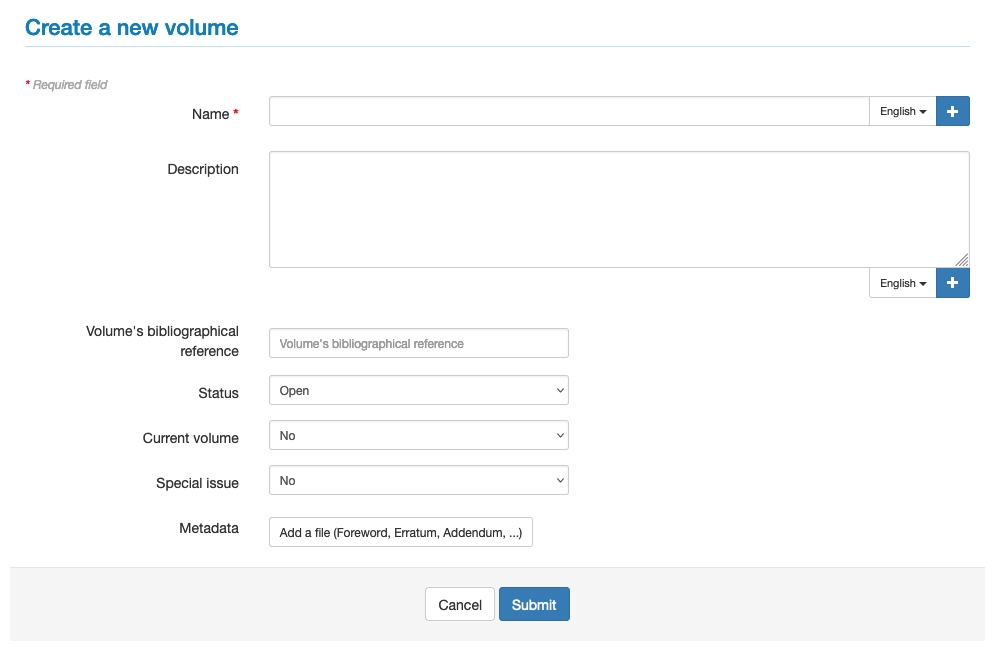 Create a new volume
* Required field
Name *
English
+
Description
English
+
Volume's bibliographical
reference
Volume's bibliographical reference
Status
Open
Current volume
No
Special issue
No
Metadata
Add a file (Foreword, Erratum, Addendum, ...)
Cancel
Submit